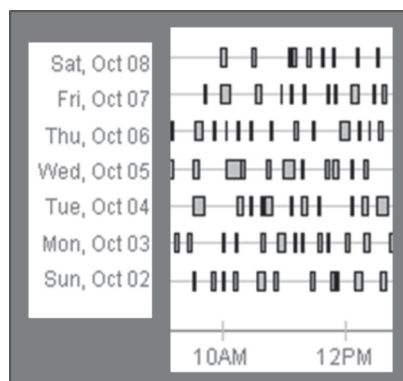 Sat, Oct 08
Fri, Oct 07
Thu, Oct 06
Wed, Oct 05
Tue, Oct 04
Mon, Oct 03
Sun, Oct 02
10AM 12PM